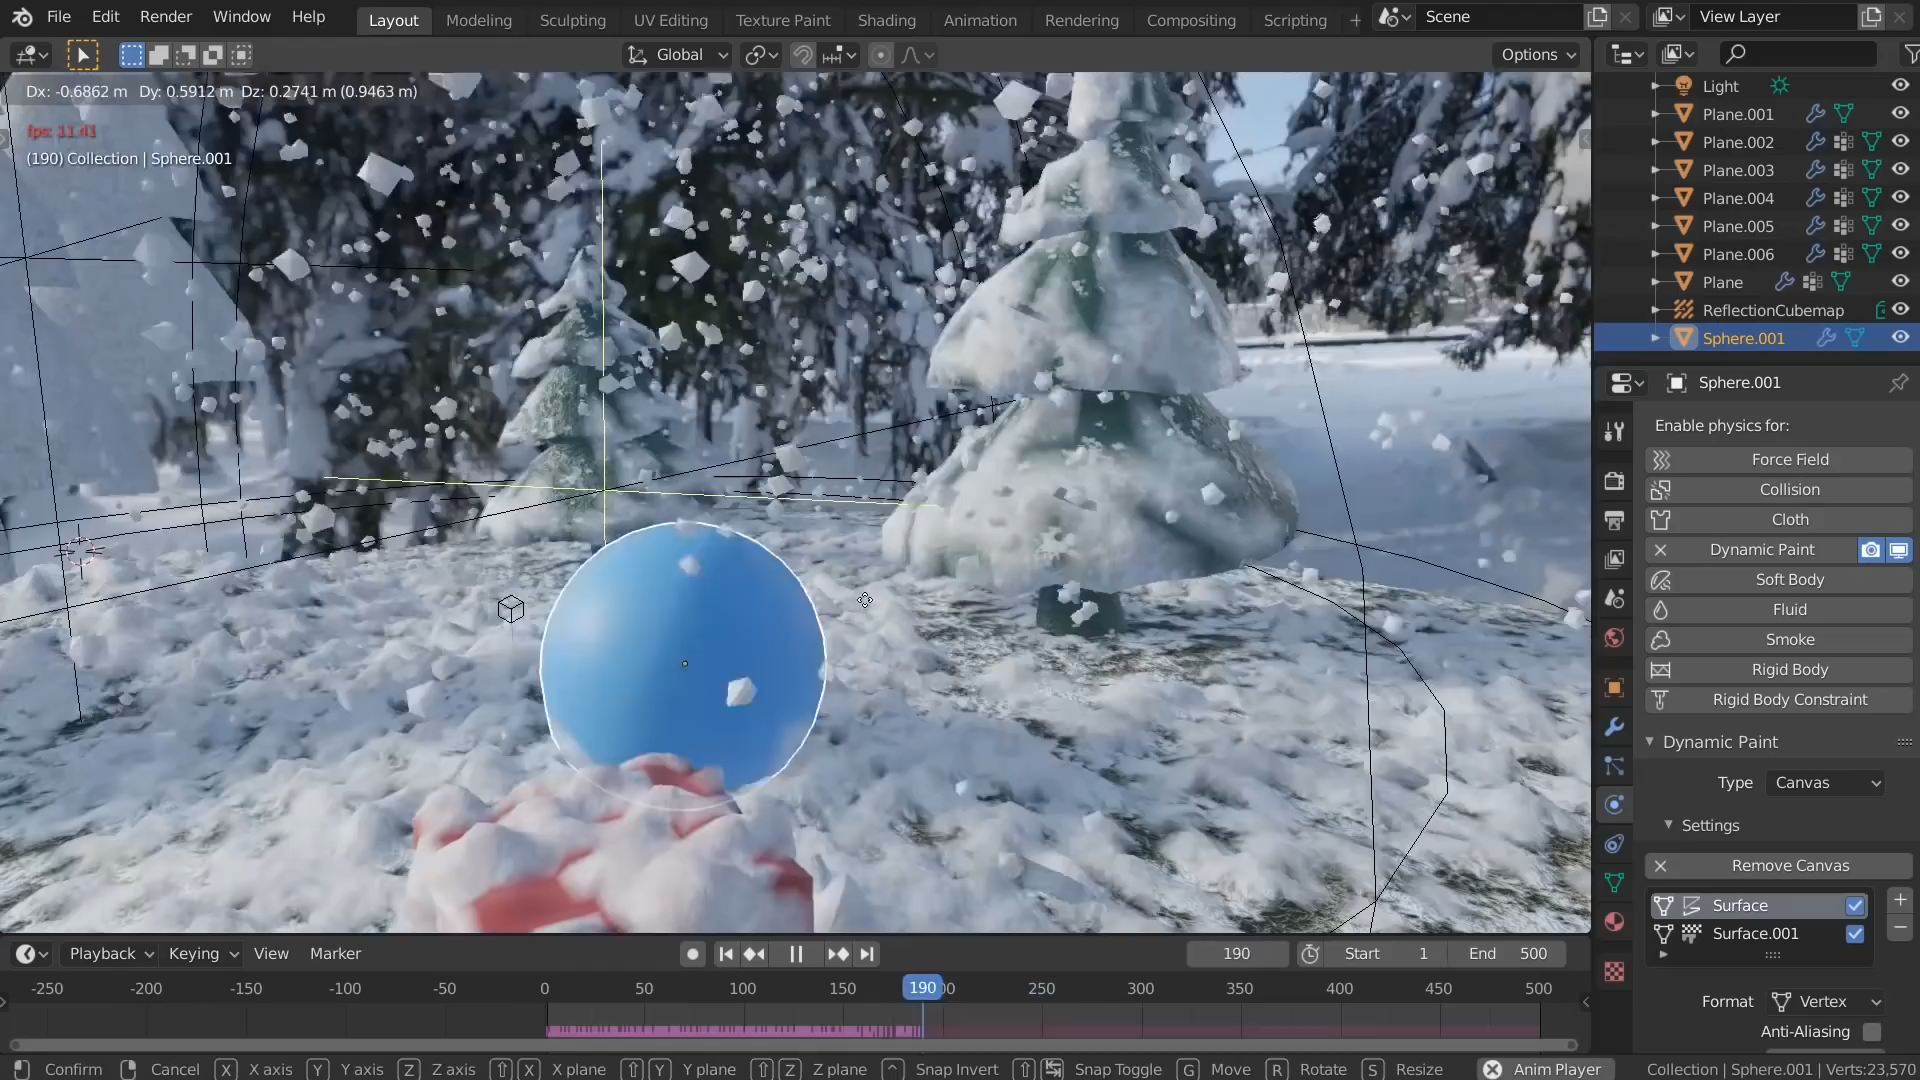 File Edit Render Window Help Layout Modeling Sculpting UV Editing Texture Paint Shading Animation Rendering Compositing Scripting + Scene View Layer
Global Options
Dx: -0.6862 m Dy: 0.5912 m Dz: 0.2741 m (0.9463 m)
fps: 11.41
(190) Collection | Sphere.001
Light
Plane.001
Plane.002
Plane.003
Plane.004
Plane.005
Plane.006
Plane
ReflectionCubemap
Sphere.001
Sphere.001
Enable physics for:
Force Field
Collision
Cloth
Dynamic Paint
Soft Body
Fluid
Smoke
Rigid Body
Rigid Body Constraint
Dynamic Paint
Type Canvas
Settings
Remove Canvas
Surface
Surface.001
Format Vertex
Anti-Aliasing
Playback Keying View Marker 190 Start 1 End 500
-250 -200 -150 -100 -50 0 50 100 150 190 250 300 350 400 450 500
Confirm Cancel X X axis Y Y axis Z Z axis X X plane Y Y plane Z Z plane Snap Invert Snap Toggle G Move R Rotate S Resize Anim Player Collection | Sphere.001 | Verts:23,570